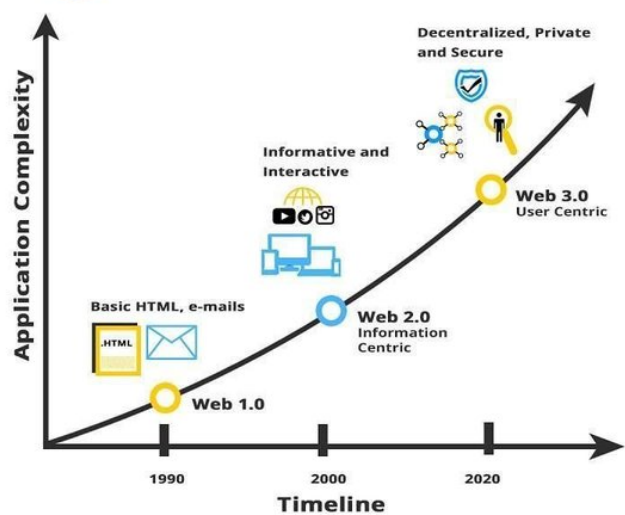 Decentralized, Private
and Secure
Application Complexity
Informative and
Interactive
Web 3.0
User Centric
Basic HTML, e-mails
.HTML
Web 2.0
Information
Centric
Web 1.0
1990
2000
2020
Timeline